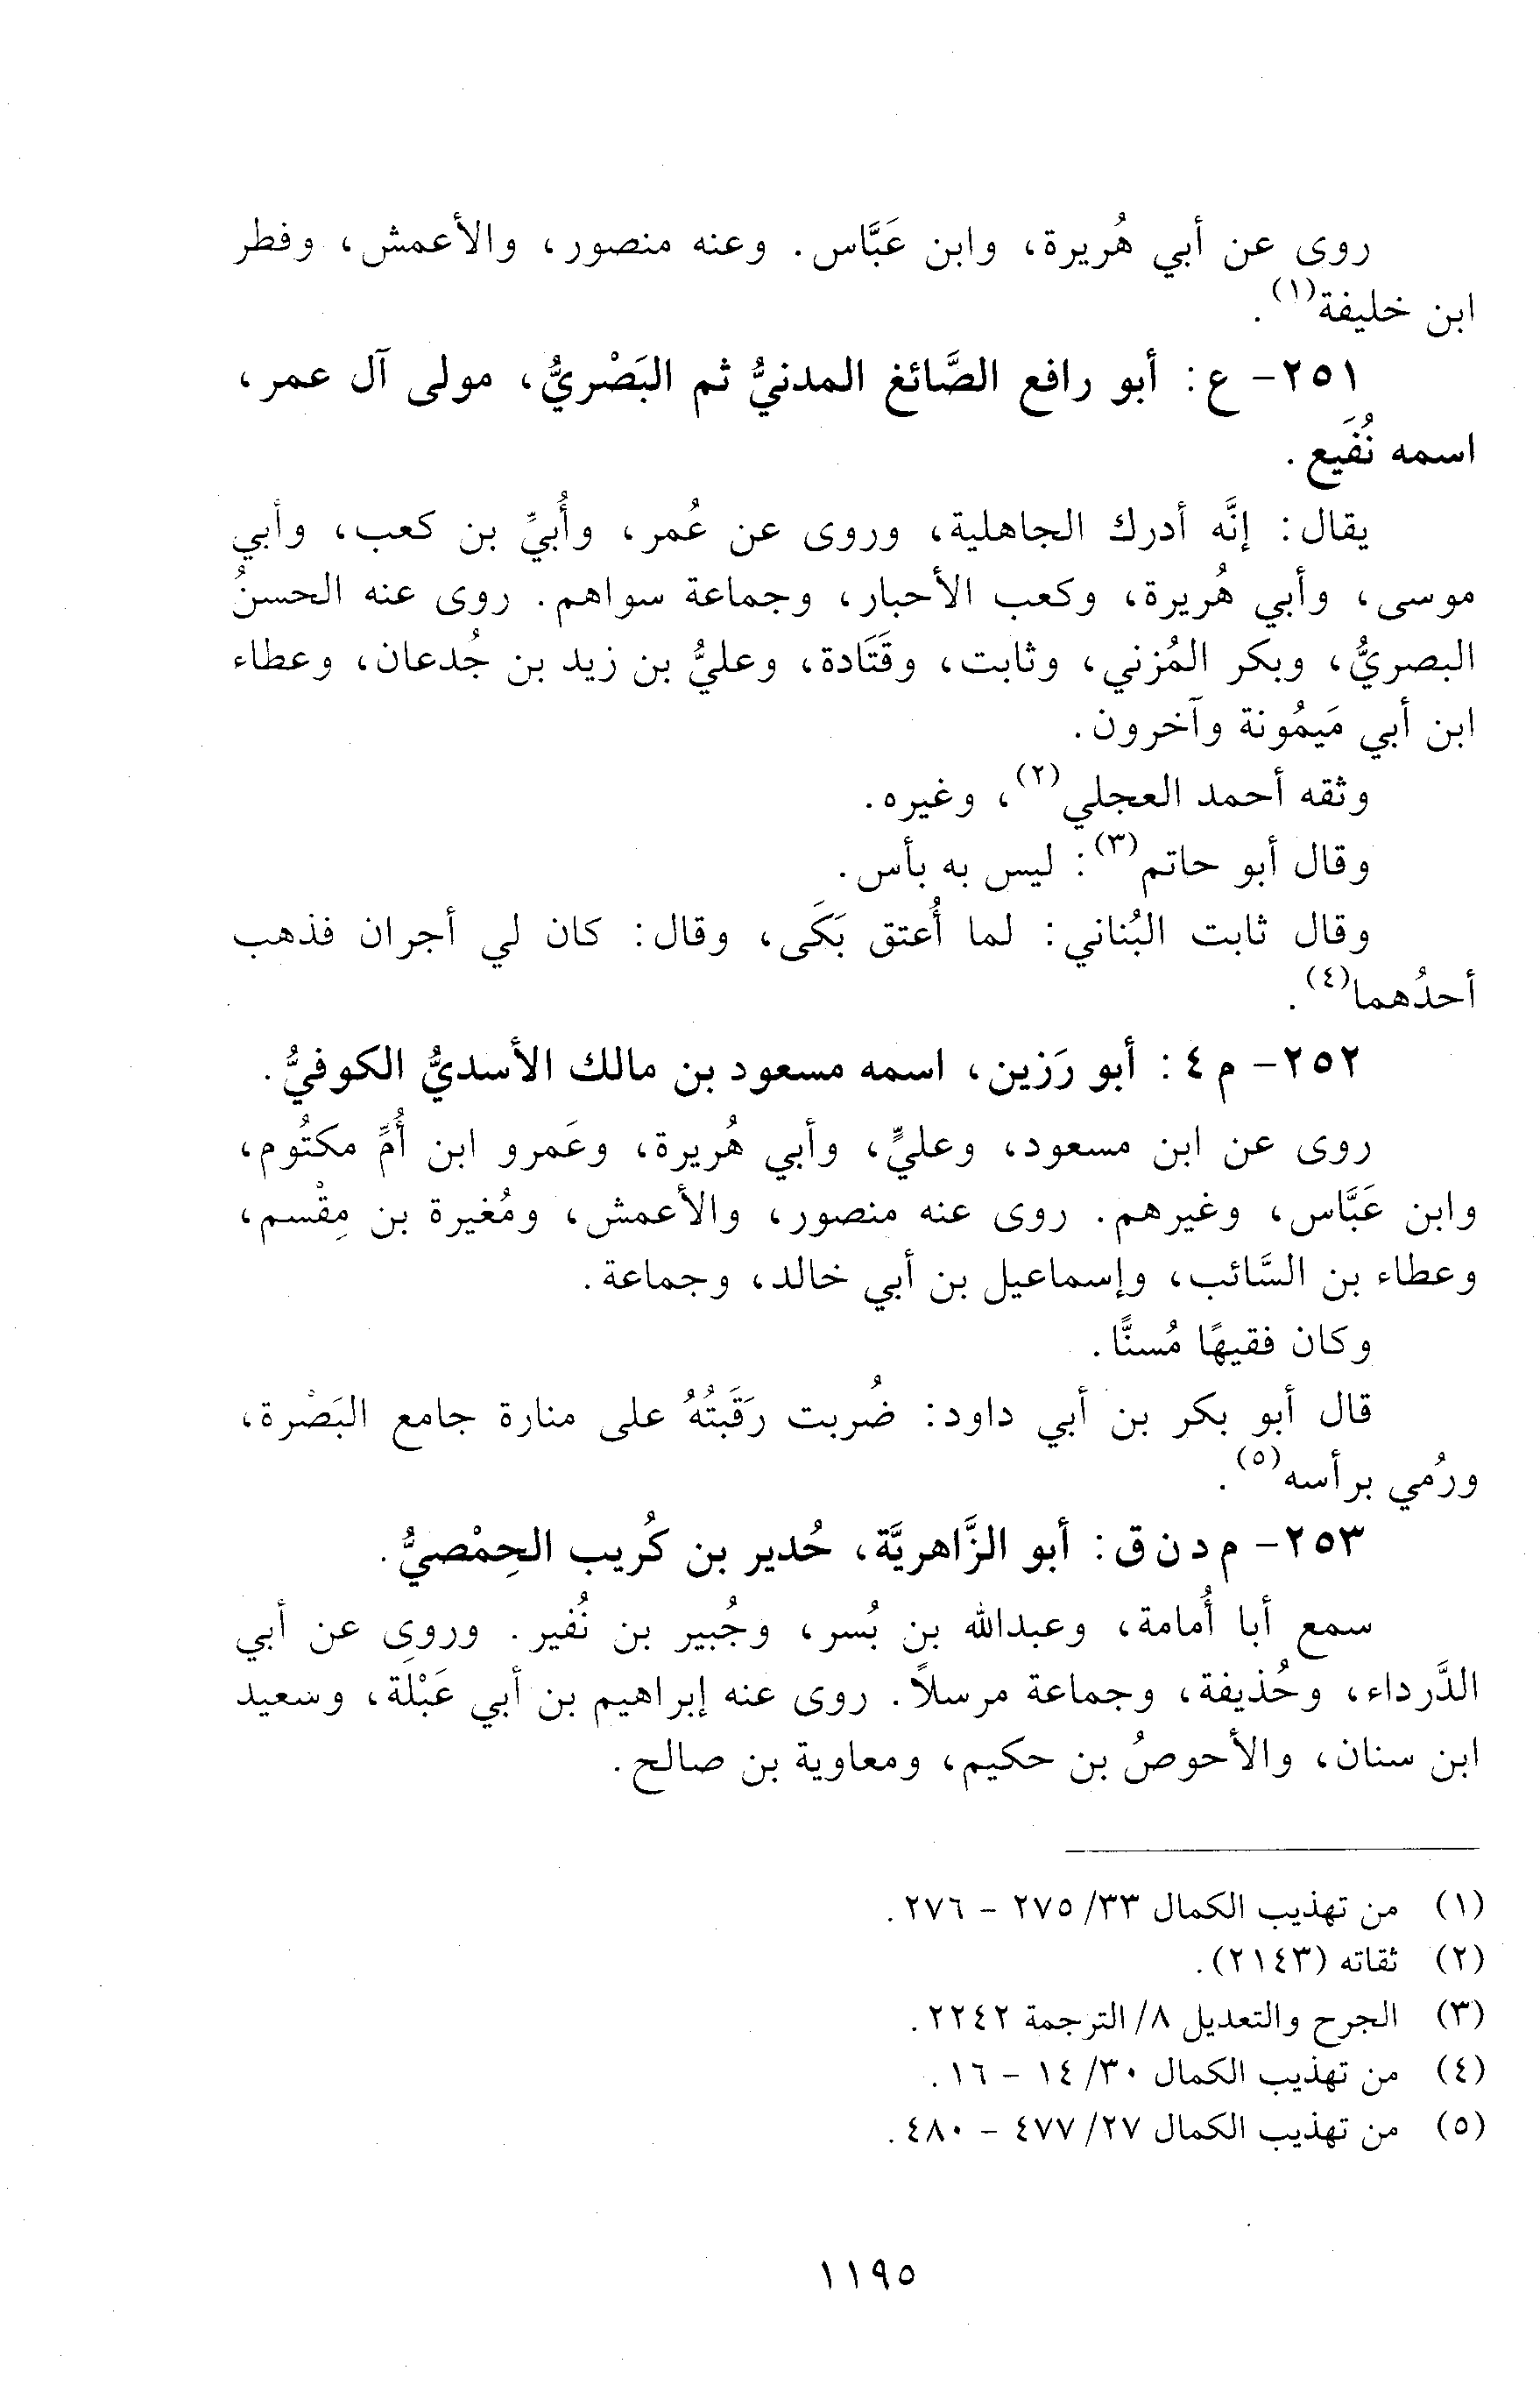 روى عن أبي هُريرة، وابن عَبَّاس. وعنه منصور، والأعمش، وفطر
ابن خليفة(١).
٢٥١- ع: أبو رافع الصَّائغ المدنيُّ ثم البَصْريُّ، مولى آل عمر،
اسمه نُفَيع.
يقال: إنَّه أدرك الجاهلية، وروى عن عُمر، وأُبيِّ بن كعب، وأبي
موسى، وأبي هُريرة، وكعب الأحبار، وجماعة سواهم. روى عنه الحسنُ
البصريُّ، وبكر المُزني، وثابت، وقَتَادة، وعليُّ بن زيد بن جُدعان، وعطاء
ابن أبي مَيمُونة وآخرون.
وثقه أحمد العجلي(٢)، وغيره.
وقال أبو حاتم(٣): ليس به بأس.
وقال ثابت البُناني: لما أُعتق بَكَى، وقال: كان لي أجران فذهب
أحدُهما(٤).
٢٥٢- م ٤: أبو رَزين، اسمه مسعود بن مالك الأسديُّ الكوفيُّ.
روى عن ابن مسعود، وعليٍّ، وأبي هُريرة، وعَمرو ابن أُمِّ مكتُوم،
وابن عَبَّاس، وغيرهم. روى عنه منصور، والأعمش، ومُغيرة بن مِقْسم،
وعطاء بن السَّائب، وإسماعيل بن أبي خالد، وجماعة.
وكان فقيهًا مُسنًّا.
قال أبو بكر بن أبي داود: ضُربت رَقَبتُهُ على منارة جامع البَصْرة،
ورُمي برأسه(٥).
٢٥٣- م د ن ق: أبو الزَّاهريَّة، حُدير بن كُريب الحِمْصيُّ.
سمع أبا أُمامة، وعبدالله بن بُسر، وجُبير بن نُفير. وروى عن أبي
الدَّرداء، وحُذيفة، وجماعة مرسلاً. روى عنه إبراهيم بن أبي عَبْلَة، وسعيد
ابن سنان، والأحوصُ بن حكيم، ومعاوية بن صالح.
(١) من تهذيب الكمال ٣٣/ ٢٧٥ - ٢٧٦.
(٢) ثقاته (٢١٤٣).
(٣) الجرح والتعديل ٨/ الترجمة ٢٢٤٢.
(٤) من تهذيب الكمال ٣٠/ ١٤ - ١٦.
(٥) من تهذيب الكمال ٢٧/ ٤٧٧ - ٤٨٠.
١١٩٥